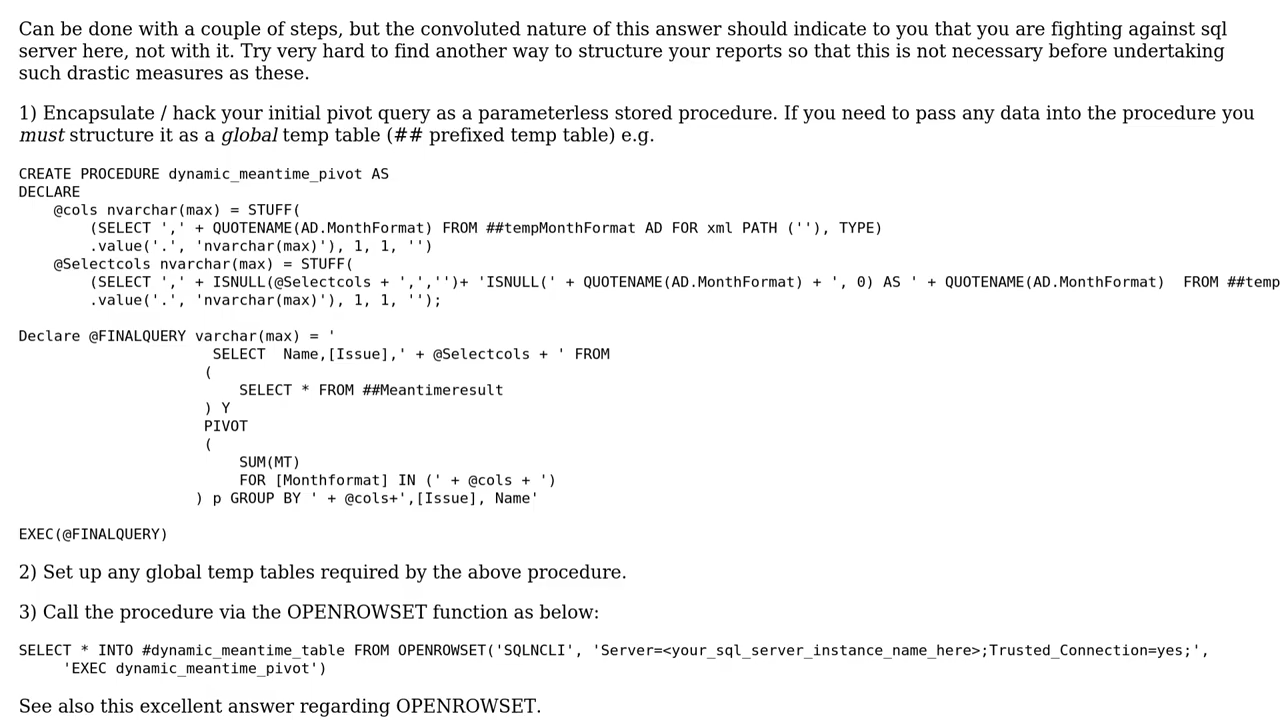 Can be done with a couple of steps, but the convoluted nature of this answer should indicate to you that you are fighting against sql
server here, not with it. Try very hard to find another way to structure your reports so that this is not necessary before undertaking
such drastic measures as these.
1) Encapsulate / hack your initial pivot query as a parameterless stored procedure. If you need to pass any data into the procedure you
must structure it as a global temp table (## prefixed temp table) e.g.
CREATE PROCEDURE dynamic_meantime_pivot AS
DECLARE
    @cols nvarchar(max) = STUFF(
        (SELECT ',' + QUOTENAME(AD.MonthFormat) FROM ##tempMonthFormat AD FOR xml PATH (''), TYPE)
        .value('.', 'nvarchar(max)'), 1, 1, '')
    @Selectcols nvarchar(max) = STUFF(
        (SELECT ',' + ISNULL(@Selectcols + ',','')+ 'ISNULL(' + QUOTENAME(AD.MonthFormat) + ', 0) AS ' + QUOTENAME(AD.MonthFormat)  FROM ##temp
        .value('.', 'nvarchar(max)'), 1, 1, '');
Declare @FINALQUERY varchar(max) = '
                      SELECT  Name,[Issue],' + @Selectcols + ' FROM
                     (
                         SELECT * FROM ##Meantimeresult
                     ) Y
                     PIVOT
                     (
                         SUM(MT)
                         FOR [Monthformat] IN (' + @cols + ')
                    ) p GROUP BY ' + @cols+',[Issue], Name'
EXEC(@FINALQUERY)
2) Set up any global temp tables required by the above procedure.
3) Call the procedure via the OPENROWSET function as below:
SELECT * INTO #dynamic_meantime_table FROM OPENROWSET('SQLNCLI', 'Server=<your_sql_server_instance_name_here>;Trusted_Connection=yes;',
     'EXEC dynamic_meantime_pivot')
See also this excellent answer regarding OPENROWSET.